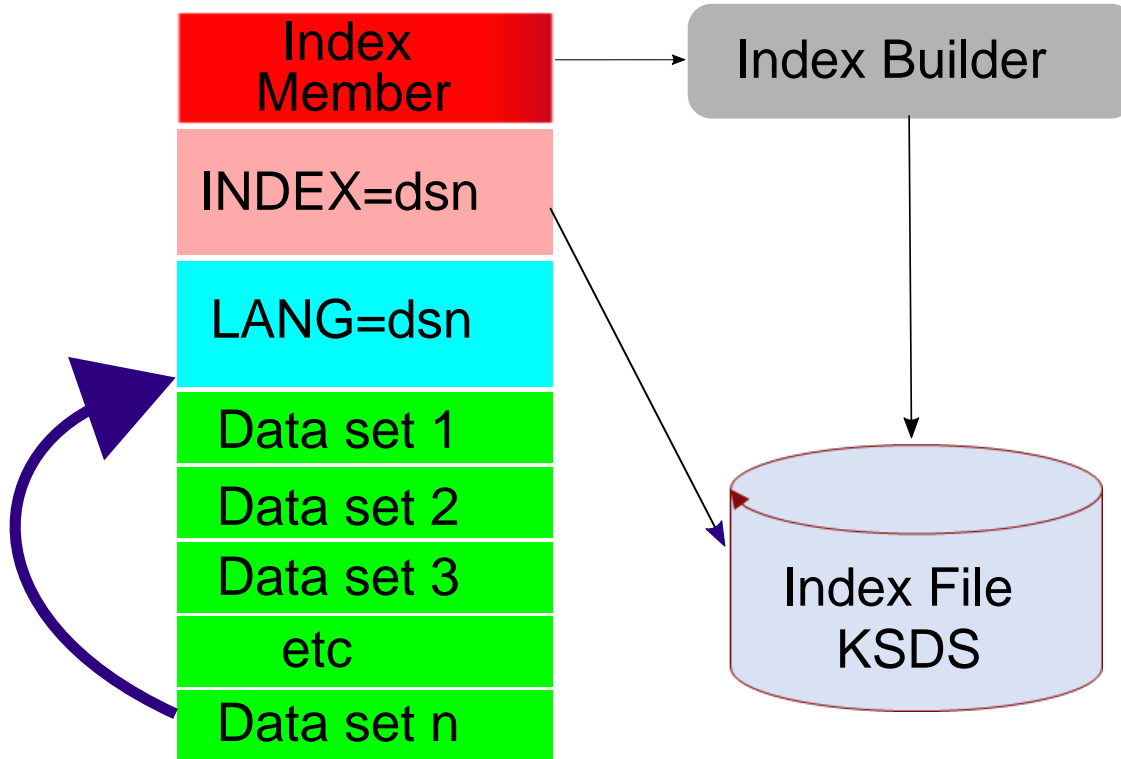 Index
Member
Index Builder
INDEX=dsn
LANG=dsn
Data set 1
Data set 2
Data set 3
etc
Data set n
Index File
KSDS